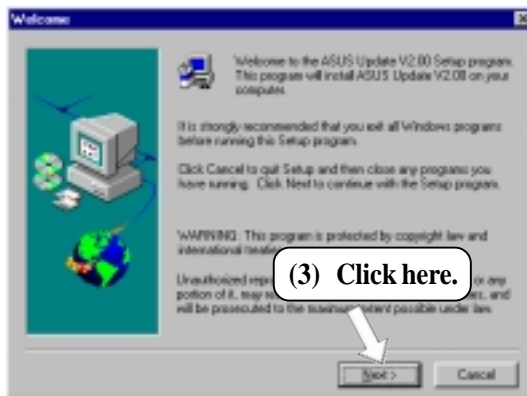 Welcome
Welcome to the ASUS Update V2.00 Setup program.
This program will install ASUS Update V2.00 on your
computer.
It is strongly recommended that you exit all Windows programs
before running this Setup program.
Click Cancel to quit Setup and then close any programs you
have running. Click Next to continue with the Setup program.
WARNING: This program is protected by copyright law and
international
Unauthorized or any
portion of it, may
will be prosecuted to the maximum extent possible under law.
(3) Click here.
Next >
Cancel